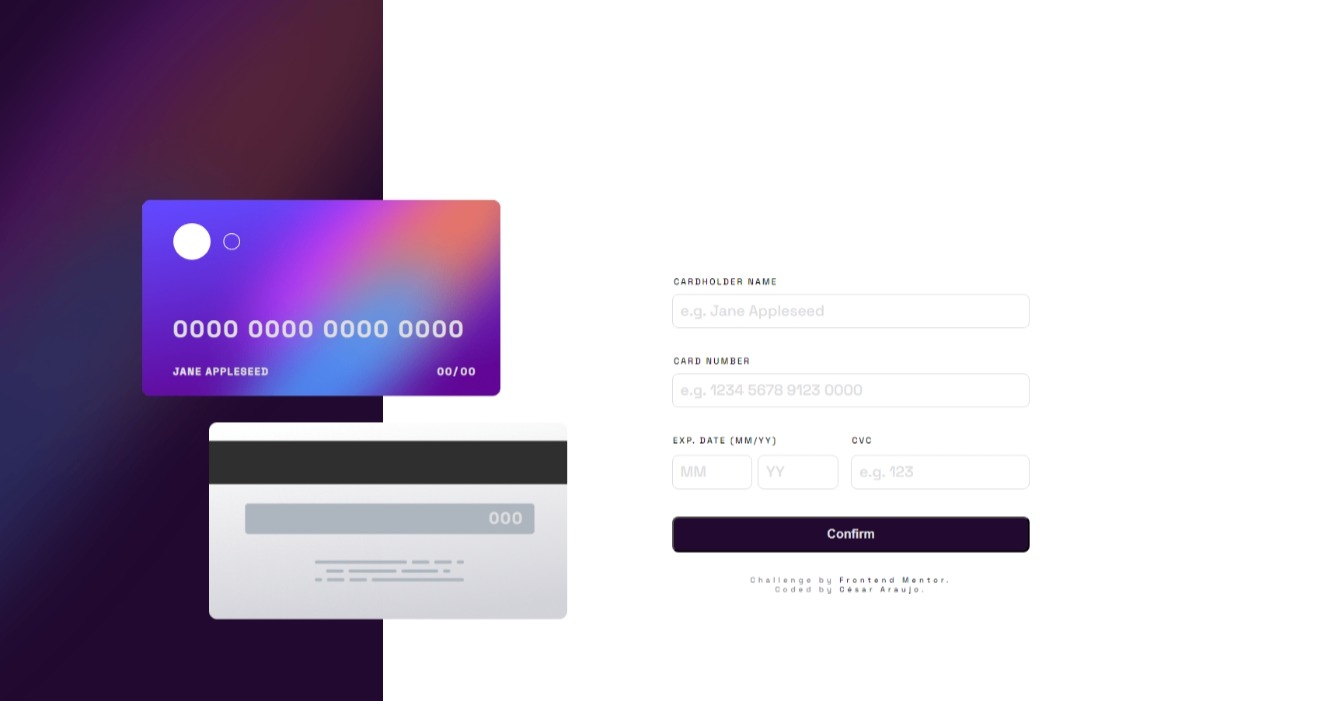 0000 0000 0000 0000
JANE APPLESEED 00/00
000
CARDHOLDER NAME
e.g. Jane Appleseed
CARD NUMBER
e.g. 1234 5678 9123 0000
EXP. DATE (MM/YY) CVC
MM YY e.g. 123
Confirm
Challenge by Frontend Mentor.
Coded by César Araujo.